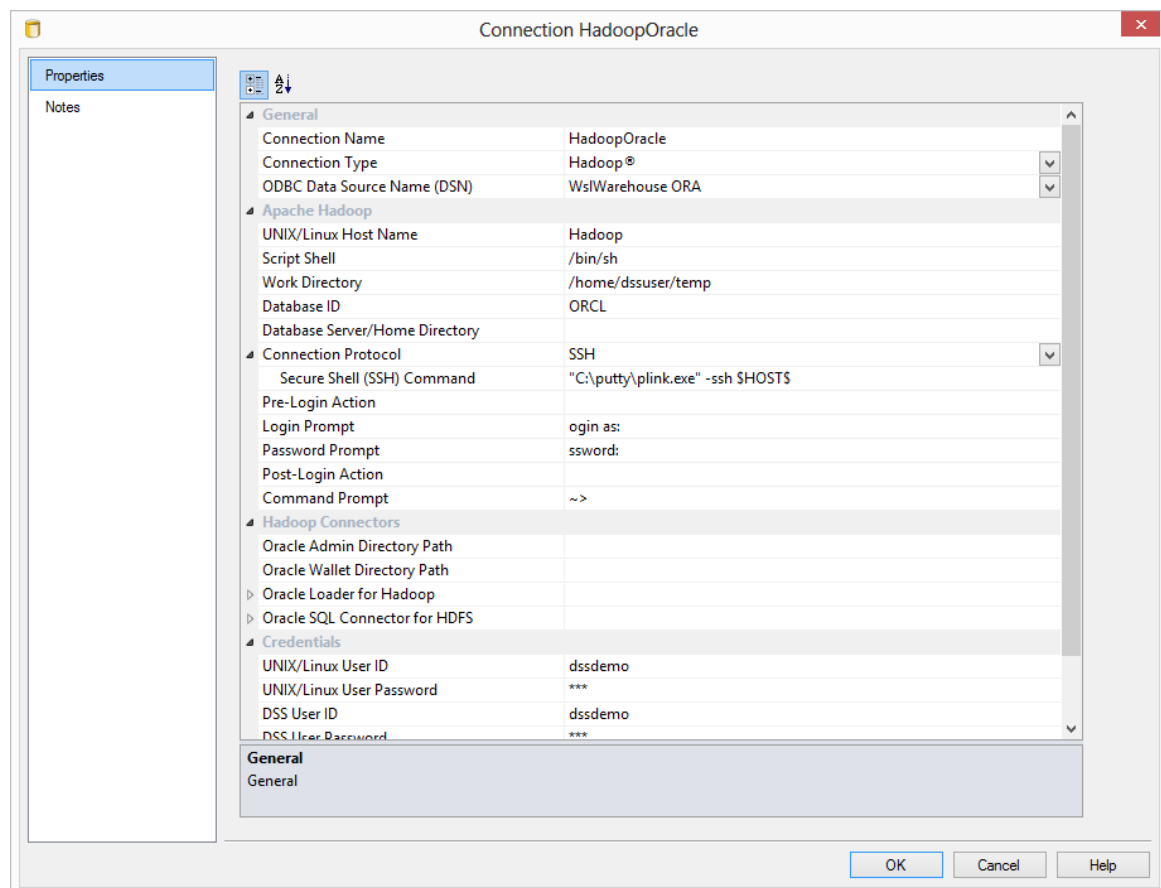 Connection HadoopOracle
Properties
Notes
General
Connection Name HadoopOracle
Connection Type Hadoop®
ODBC Data Source Name (DSN) WslWarehouse ORA
Apache Hadoop
UNIX/Linux Host Name Hadoop
Script Shell /bin/sh
Work Directory /home/dssuser/temp
Database ID ORCL
Database Server/Home Directory
Connection Protocol SSH
Secure Shell (SSH) Command "C:\putty\plink.exe" -ssh $HOST$
Pre-Login Action
Login Prompt ogin as:
Password Prompt ssword:
Post-Login Action
Command Prompt ~>
Hadoop Connectors
Oracle Admin Directory Path
Oracle Wallet Directory Path
Oracle Loader for Hadoop
Oracle SQL Connector for HDFS
Credentials
UNIX/Linux User ID dssdemo
UNIX/Linux User Password ***
DSS User ID dssdemo
DSS User Password ***
General
General
OK Cancel Help